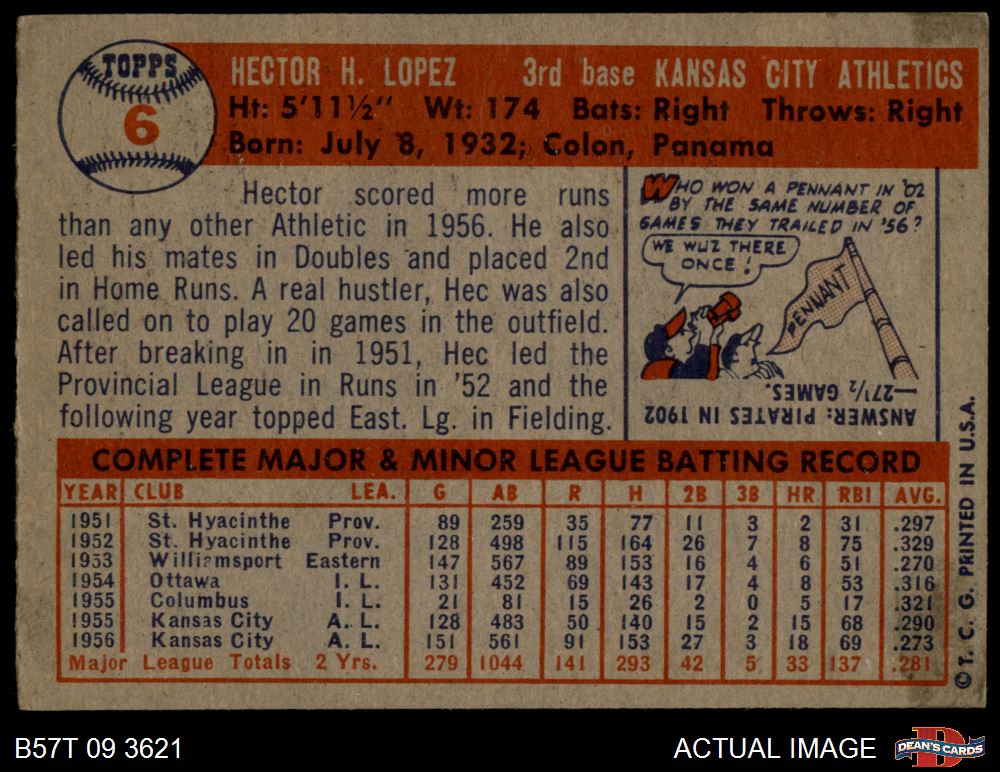 TOPPS
6
HECTOR H. LOPEZ 3rd base KANSAS CITY ATHLETICS
Ht: 5'11½" Wt: 174 Bats: Right Throws: Right
Born: July 8, 1932; Colon, Panama
Hector scored more runs
than any other Athletic in 1956. He also
led his mates in Doubles and placed 2nd
in Home Runs. A real hustler, Hec was also
called on to play 20 games in the outfield.
After breaking in in 1951, Hec led the
Provincial League in Runs in '52 and the
following year topped East. Lg. in Fielding.
WHO WON A PENNANT IN '02
BY THE SAME NUMBER OF
GAMES THEY TRAILED IN '56?
WE WUZ THERE
ONCE!
PENNANT
ANSWER: PIRATES IN 1902
—27½ GAMES.
COMPLETE MAJOR & MINOR LEAGUE BATTING RECORD
YEAR CLUB LEA. G AB R H 2B 3B HR RBI AVG.
1951 St. Hyacinthe Prov. 89 259 35 77 11 3 2 31 .297
1952 St. Hyacinthe Prov. 128 498 115 164 26 7 8 75 .329
1953 Williamsport Eastern 147 567 89 153 16 4 6 51 .270
1954 Ottawa I. L. 131 452 69 143 17 4 8 53 .316
1955 Columbus I. L. 21 81 15 26 2 0 5 17 .321
1955 Kansas City A. L. 128 483 50 140 15 2 15 68 .290
1956 Kansas City A. L. 151 561 91 153 27 3 18 69 .273
Major League Totals 2 Yrs. 279 1044 141 293 42 5 33 137 .281
©T. C. G. PRINTED IN U.S.A.
B57T 09 3621
ACTUAL IMAGE
D
DEAN'S CARDS